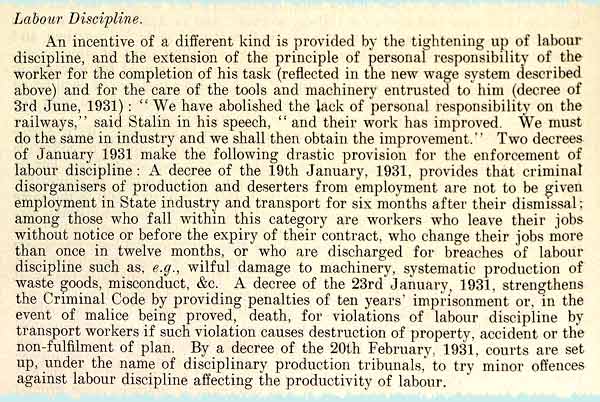 Labour Discipline.
An incentive of a different kind is provided by the tightening up of labour
discipline, and the extension of the principle of personal responsibility of the
worker for the completion of his task (reflected in the new wage system described
above) and for the care of the tools and machinery entrusted to him (decree of
3rd June, 1931) : “ We have abolished the lack of personal responsibility on the
railways,” said Stalin in his speech, “ and their work has improved. We must
do the same in industry and we shall then obtain the improvement.” Two decrees
of January 1931 make the following drastic provision for the enforcement of
labour discipline : A decree of the 19th January, 1931, provides that criminal
disorganisers of production and deserters from employment are not to be given
employment in State industry and transport for six months after their dismissal ;
among those who fall within this category are workers who leave their jobs
without notice or before the expiry of their contract, who change their jobs more
than once in twelve months, or who are discharged for breaches of labour
discipline such as, e.g., wilful damage to machinery, systematic production of
waste goods, misconduct, &c. A decree of the 23rd January, 1931, strengthens
the Criminal Code by providing penalties of ten years’ imprisonment or, in the
event of malice being proved, death, for violations of labour discipline by
transport workers if such violation causes destruction of property, accident or the
non-fulfilment of plan. By a decree of the 20th February, 1931, courts are set
up, under the name of disciplinary production tribunals, to try minor offences
against labour discipline affecting the productivity of labour.